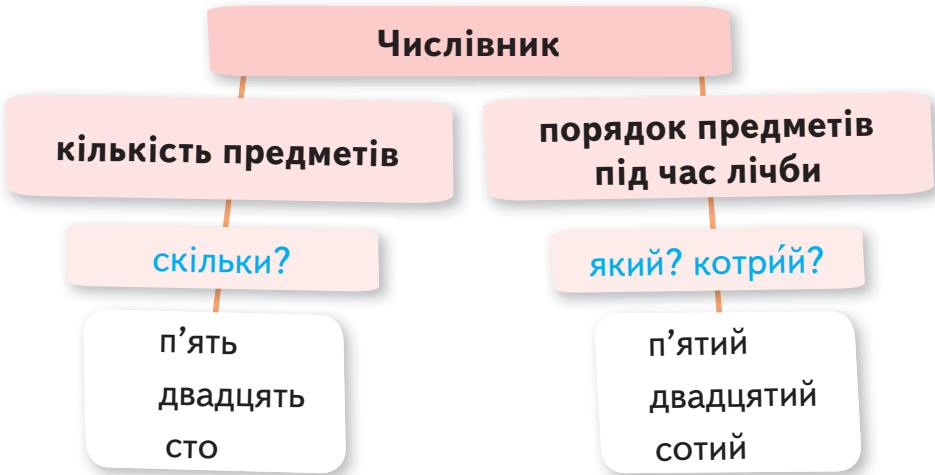 Числівник
кількість предметів
порядок предметів
під час лічби
скільки?
який? котри́й?
п’ять
двадцять
сто
п’ятий
двадцятий
сотий